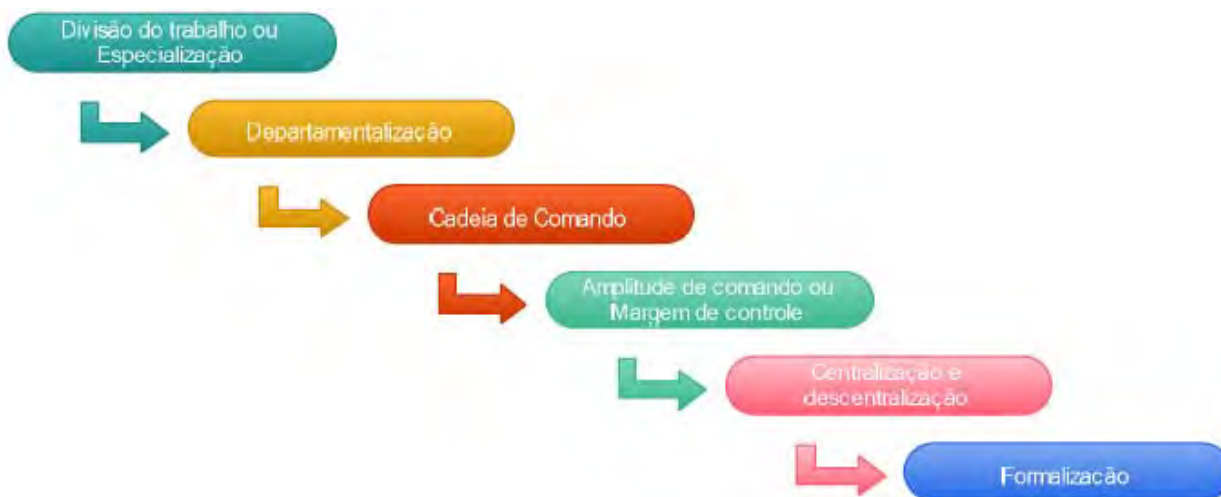 Divisão do trabalho ou
Especialização
Departamentalização
Cadeia de Comando
Amplitude de comando ou
Margem de controle
Centralização e
descentralização
Formalização